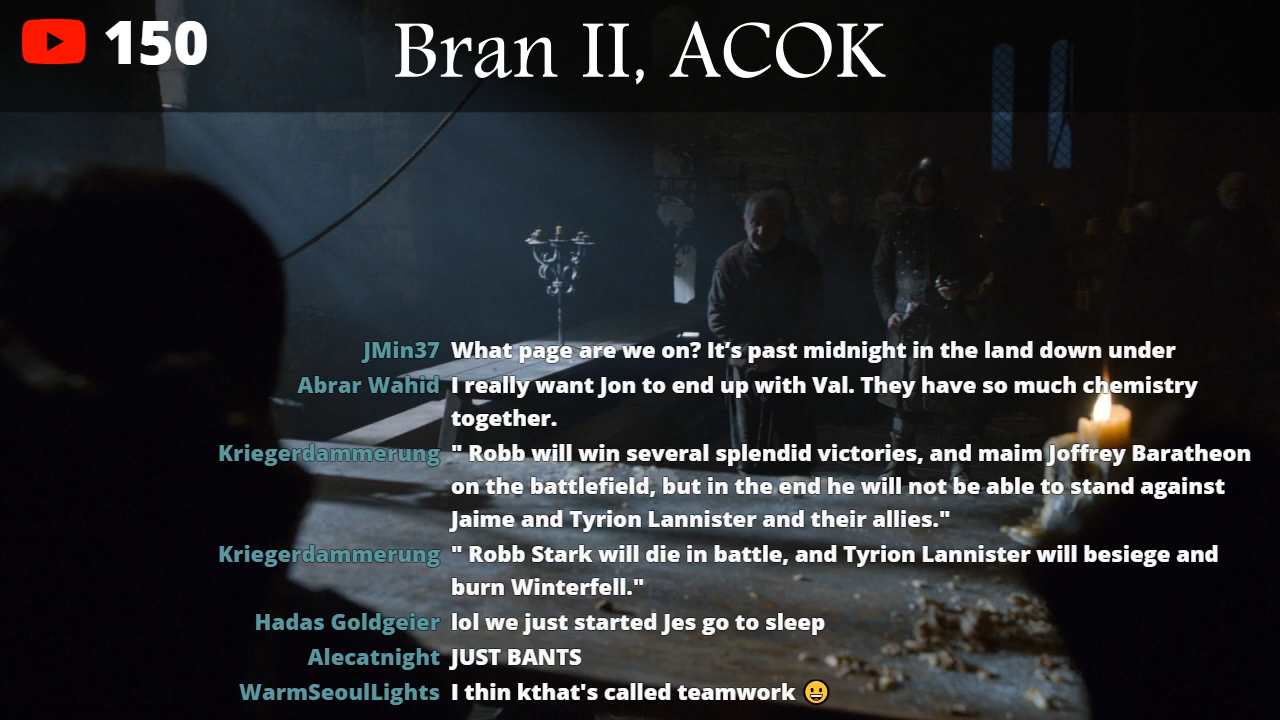 150
Bran II, ACOK
JMin37 What page are we on? It's past midnight in the land down under
Abrar Wahid I really want Jon to end up with Val. They have so much chemistry
together.
Kriegerdammerung " Robb will win several splendid victories, and maim Joffrey Baratheon
on the battlefield, but in the end he will not be able to stand against
Jaime and Tyrion Lannister and their allies."
Kriegerdammerung " Robb Stark will die in battle, and Tyrion Lannister will besiege and
burn Winterfell."
Hadas Goldgeier lol we just started Jes go to sleep
Alecatnight JUST BANTS
WarmSeoulLights I thin kthat's called teamwork 😀